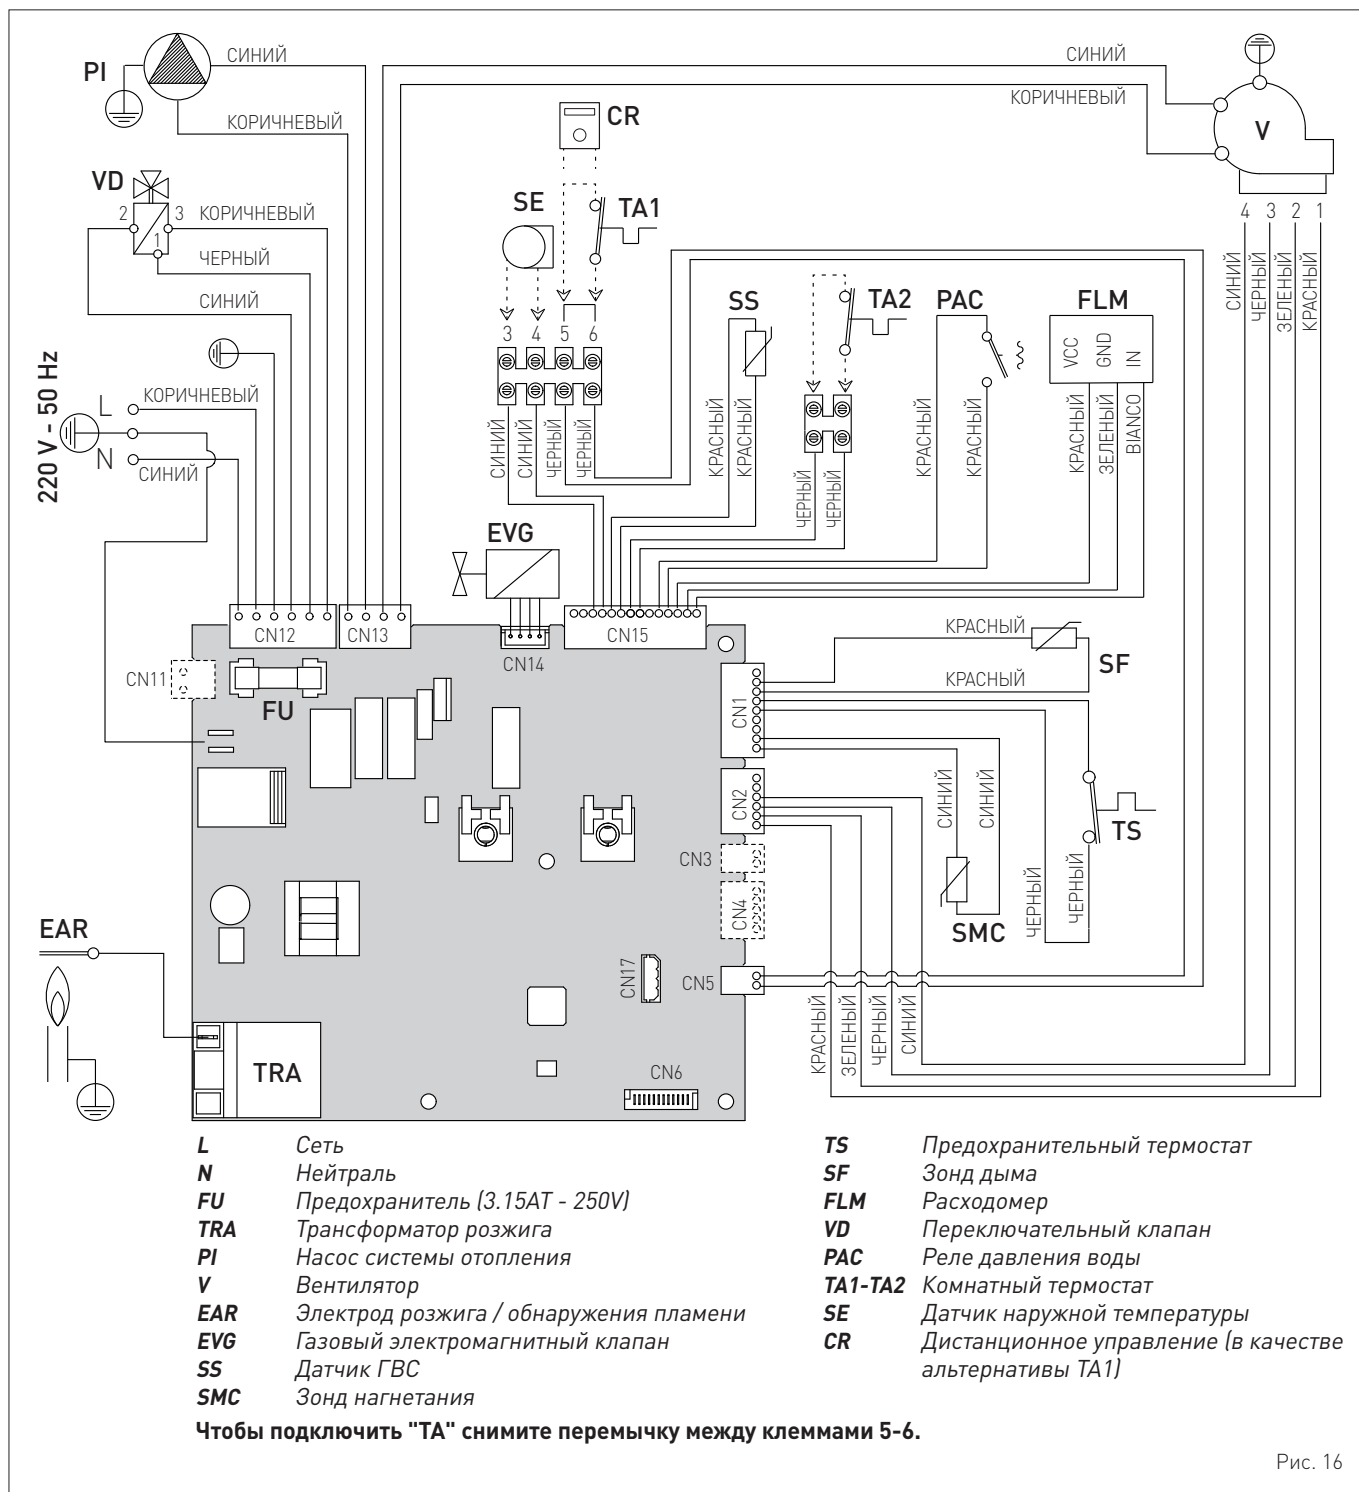 PI
СИНИЙ
КОРИЧНЕВЫЙ
СИНИЙ
КОРИЧНЕВЫЙ
V
4 3 2 1
СИНИЙ
ЧЕРНЫЙ
ЗЕЛЕНЫЙ
КРАСНЫЙ
VD
2
3
1
КОРИЧНЕВЫЙ
ЧЕРНЫЙ
СИНИЙ
CR
SE
TA1
3 4 5 6
СИНИЙ
СИНИЙ
ЧЕРНЫЙ
ЧЕРНЫЙ
SS
КРАСНЫЙ
КРАСНЫЙ
TA2
ЧЕРНЫЙ
ЧЕРНЫЙ
PAC
КРАСНЫЙ
КРАСНЫЙ
FLM
VCC
GND
IN
КРАСНЫЙ
ЗЕЛЕНЫЙ
BIANCO
220 V - 50 Hz
L
КОРИЧНЕВЫЙ
N
СИНИЙ
EVG
CN12
CN13
CN14
CN15
CN11
FU
КРАСНЫЙ
SF
КРАСНЫЙ
CN1
CN2
CN3
CN4
CN17
CN5
CN6
СИНИЙ
СИНИЙ
SMC
TS
ЧЕРНЫЙ
ЧЕРНЫЙ
КРАСНЫЙ
ЗЕЛЕНЫЙ
ЧЕРНЫЙ
СИНИЙ
EAR
TRA
L Сеть
N Нейтраль
FU Предохранитель (3.15AT - 250V)
TRA Трансформатор розжига
PI Насос системы отопления
V Вентилятор
EAR Электрод розжига / обнаружения пламени
EVG Газовый электромагнитный клапан
SS Датчик ГВС
SMC Зонд нагнетания
TS Предохранительный термостат
SF Зонд дыма
FLM Расходомер
VD Переключательный клапан
PAC Реле давления воды
TA1-TA2 Комнатный термостат
SE Датчик наружной температуры
CR Дистанционное управление (в качестве
альтернативы TA1)
Чтобы подключить "TA" снимите перемычку между клеммами 5-6.
Рис. 16